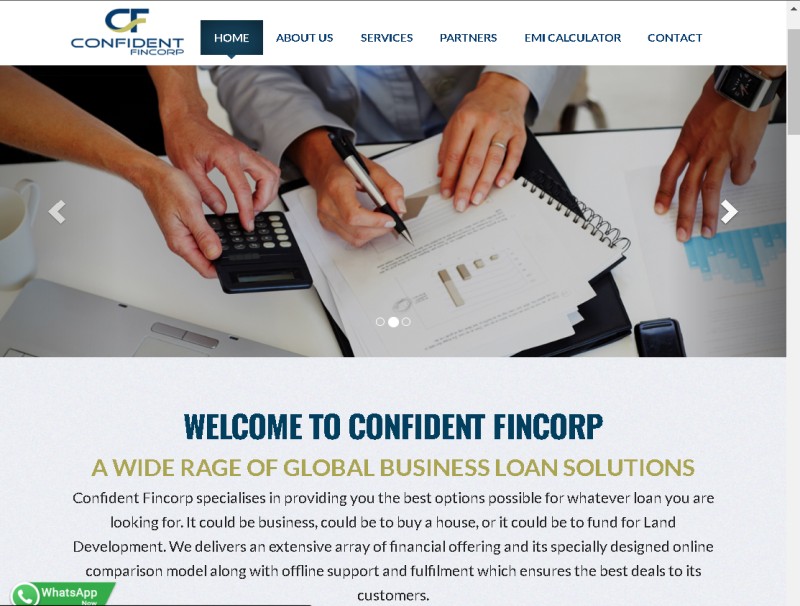 CF
CONFIDENT
FINCORP
HOME ABOUT US SERVICES PARTNERS EMI CALCULATOR CONTACT
WELCOME TO CONFIDENT FINCORP
A WIDE RAGE OF GLOBAL BUSINESS LOAN SOLUTIONS
Confident Fincorp specialises in providing you the best options possible for whatever loan you are
looking for. It could be business, could be to buy a house, or it could be to fund for Land
Development. We delivers an extensive array of financial offering and its specially designed online
comparison model along with offline support and fulfilment which ensures the best deals to its
customers.
WhatsApp
Now